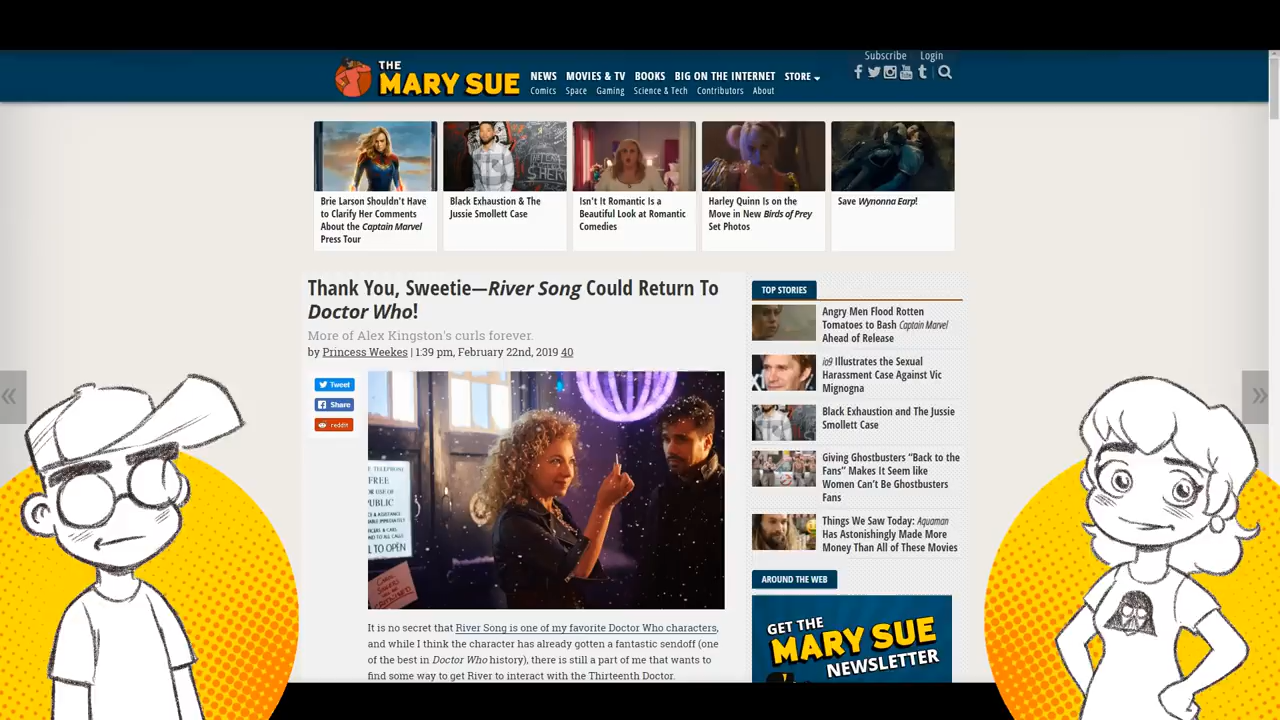 Subscribe Login
THE
MARY SUE
NEWS MOVIES & TV BOOKS BIG ON THE INTERNET STORE
Comics Space Gaming Science & Tech Contributors About
Brie Larson Shouldn't Have
to Clarify Her Comments
About the Captain Marvel
Press Tour
Black Exhaustion & The
Jussie Smollett Case
Isn't It Romantic Is a
Beautiful Look at Romantic
Comedies
Harley Quinn Is on the
Move in New Birds of Prey
Set Photos
Save Wynonna Earp!
Thank You, Sweetie—River Song Could Return To
Doctor Who!
More of Alex Kingston's curls forever.
by Princess Weekes | 1:39 pm, February 22nd, 2019 40
Tweet
Share
reddit
TELEPHONE
FREE
OR USE OF
PUBLIC
TO OPEN
It is no secret that River Song is one of my favorite Doctor Who characters,
and while I think the character has already gotten a fantastic sendoff (one
of the best in Doctor Who history), there is still a part of me that wants to
find some way to get River to interact with the Thirteenth Doctor.
TOP STORIES
Angry Men Flood Rotten
Tomatoes to Bash Captain Marvel
Ahead of Release
io9 Illustrates the Sexual
Harassment Case Against Vic
Mignogna
Black Exhaustion and The Jussie
Smollett Case
Giving Ghostbusters "Back to the
Fans" Makes It Seem like
Women Can't Be Ghostbusters
Fans
Things We Saw Today: Aquaman
Has Astonishingly Made More
Money Than All of These Movies
AROUND THE WEB
GET THE
MARY SUE
NEWSLETTER